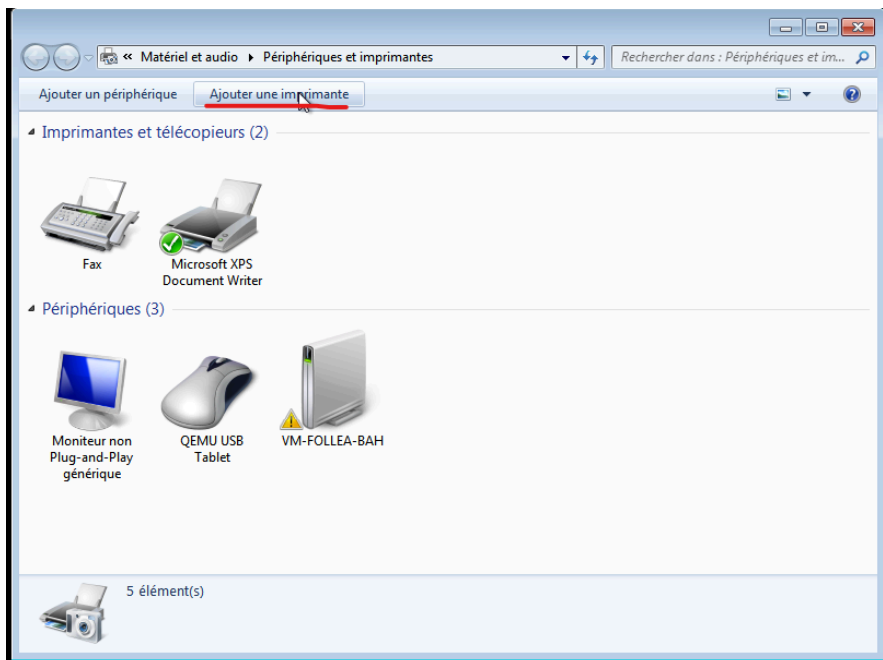 « Matériel et audio ▸ Périphériques et imprimantes
Rechercher dans : Périphériques et im...
Ajouter un périphérique Ajouter une imprimante
Imprimantes et télécopieurs (2)
Fax
Microsoft XPS
Document Writer
Périphériques (3)
Moniteur non
Plug-and-Play
générique
QEMU USB
Tablet
VM-FOLLEA-BAH
5 élément(s)